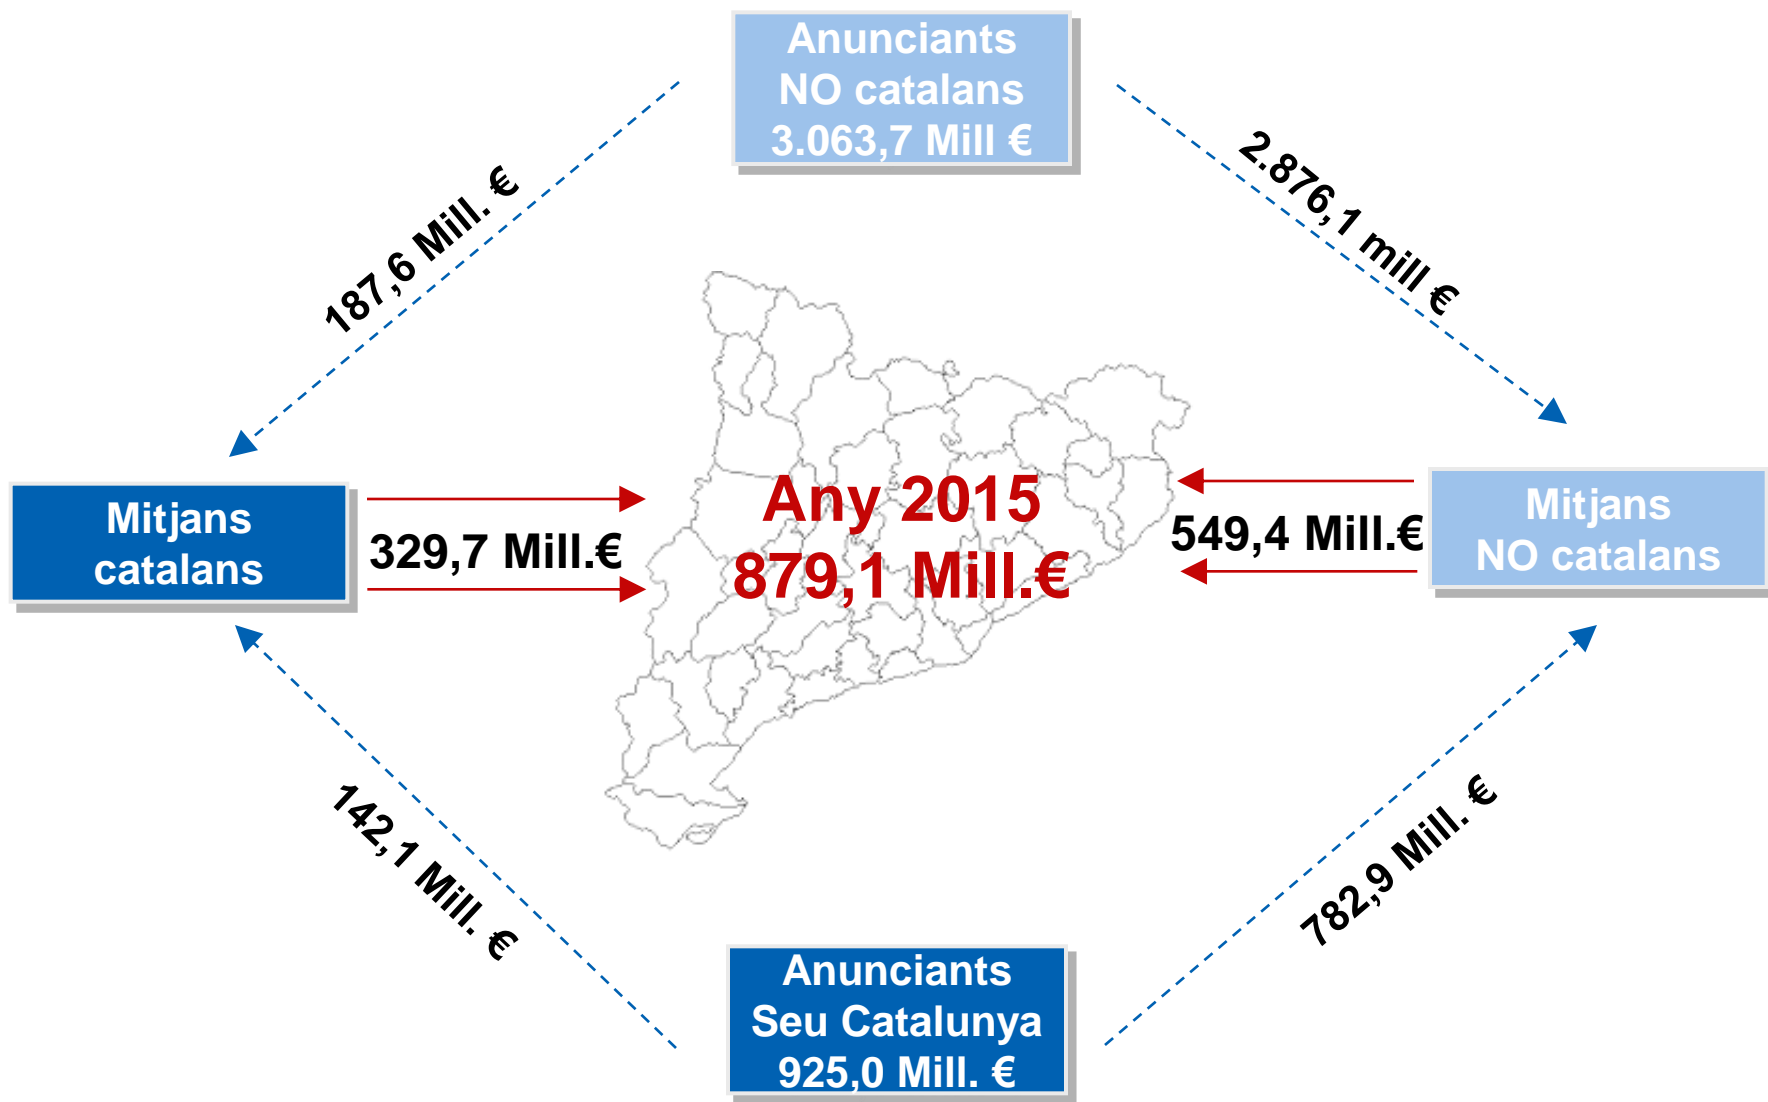 Anunciants
NO catalans
3.063,7 Mill €
187,6 Mill. €
2.876,1 mill €
Mitjans
catalans
329,7 Mill.€
Any 2015
879,1 Mill.€
549,4 Mill.€
Mitjans
NO catalans
142,1 Mill. €
782,9 Mill. €
Anunciants
Seu Catalunya
925,0 Mill. €